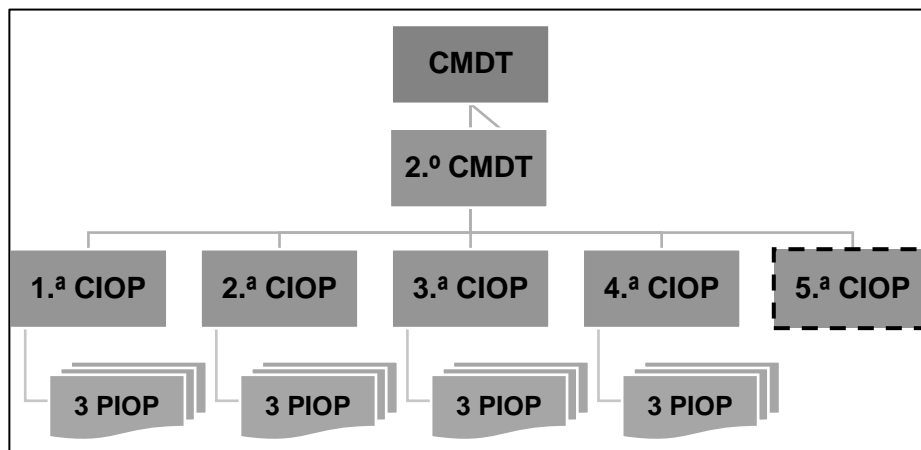 CMDT
2.º CMDT
1.ª CIOP
2.ª CIOP
3.ª CIOP
4.ª CIOP
5.ª CIOP
3 PIOP
3 PIOP
3 PIOP
3 PIOP